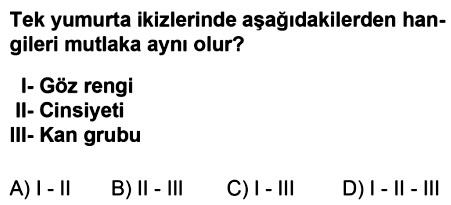 Tek yumurta ikizlerinde aşağıdakilerden han-
gileri mutlaka aynı olur?
I- Göz rengi
II- Cinsiyeti
III- Kan grubu
A) I - II B) II - III C) I - III D) I - II - III